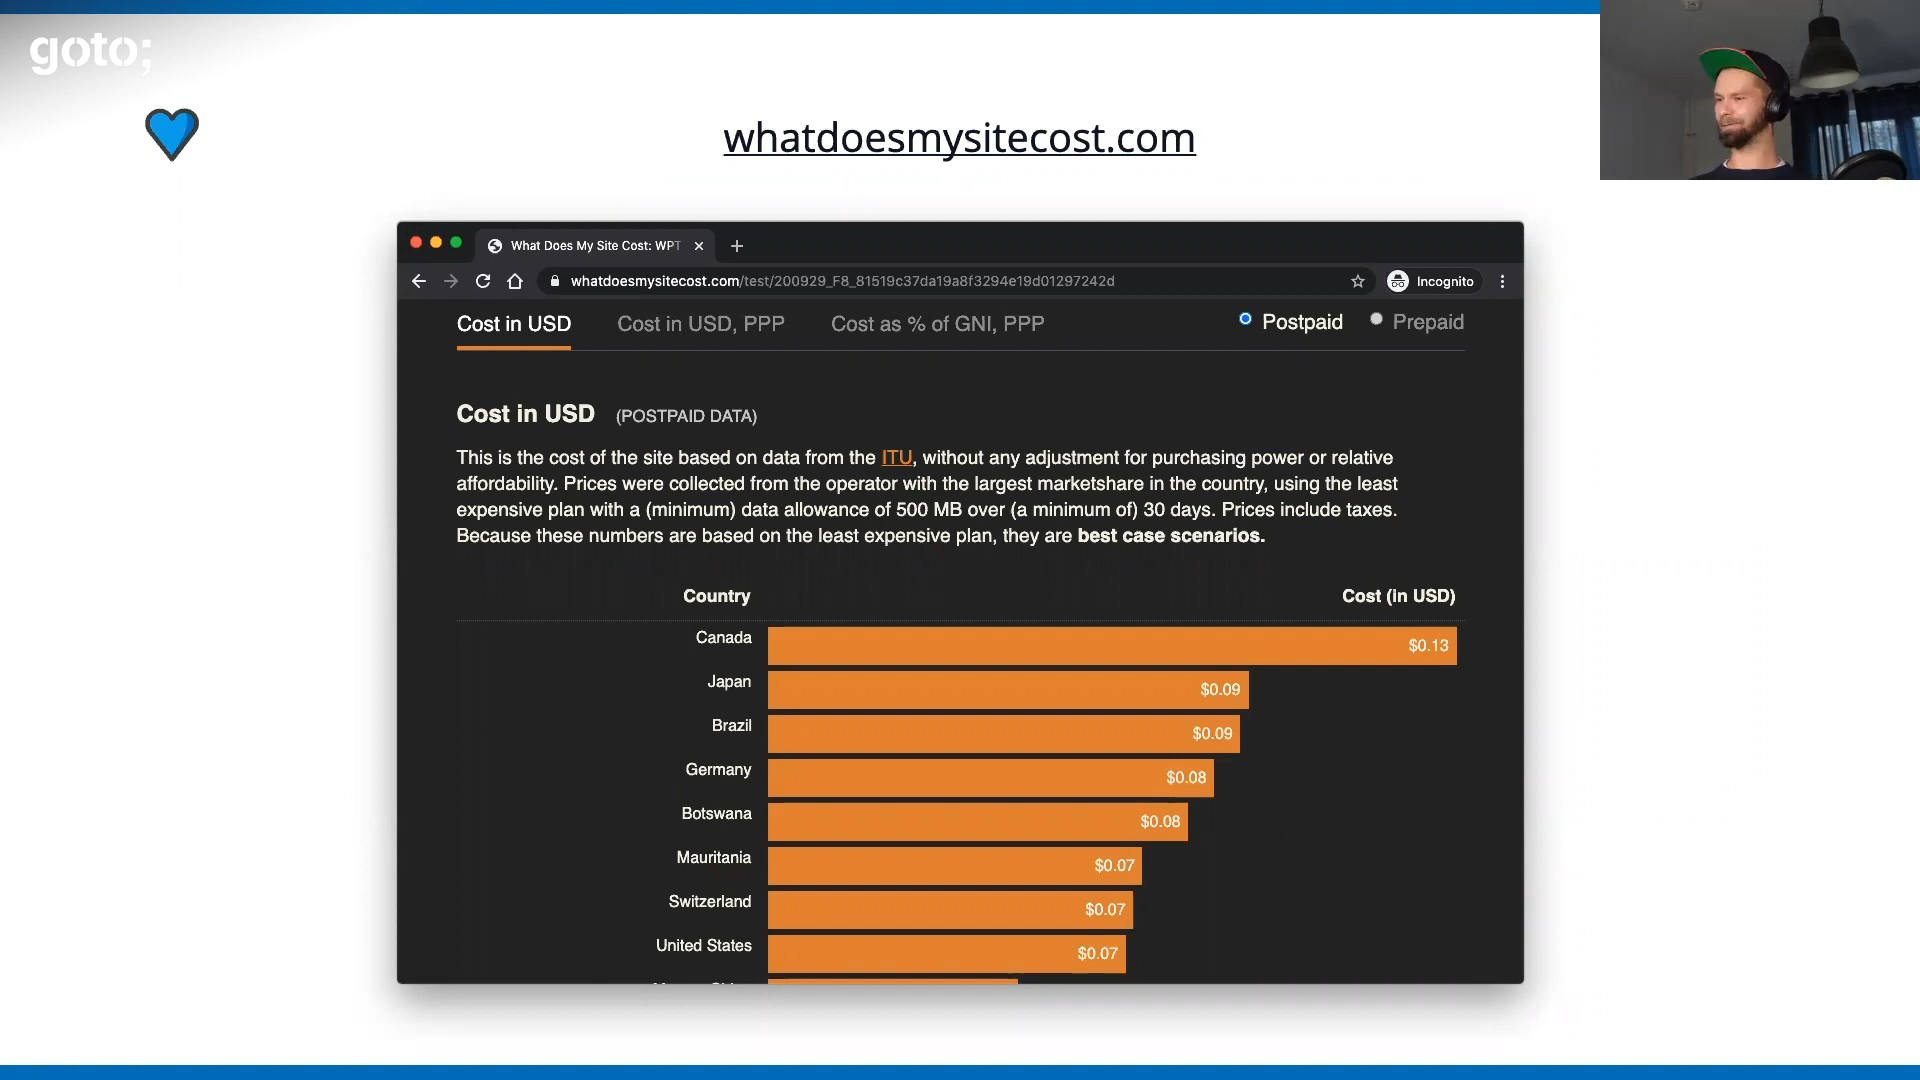 goto;
whatdoesmysitecost.com
What Does My Site Cost: WPT
whatdoesmysitecost.com/test/200929_F8_81519c37da19a8f3294e19d01297242d
Incognito
Cost in USD Cost in USD, PPP Cost as % of GNI, PPP Postpaid Prepaid
Cost in USD (POSTPAID DATA)
This is the cost of the site based on data from the ITU, without any adjustment for purchasing power or relative
affordability. Prices were collected from the operator with the largest marketshare in the country, using the least
expensive plan with a (minimum) data allowance of 500 MB over (a minimum of) 30 days. Prices include taxes.
Because these numbers are based on the least expensive plan, they are best case scenarios.
Country Cost (in USD)
Canada $0.13
Japan $0.09
Brazil $0.09
Germany $0.08
Botswana $0.08
Mauritania $0.07
Switzerland $0.07
United States $0.07